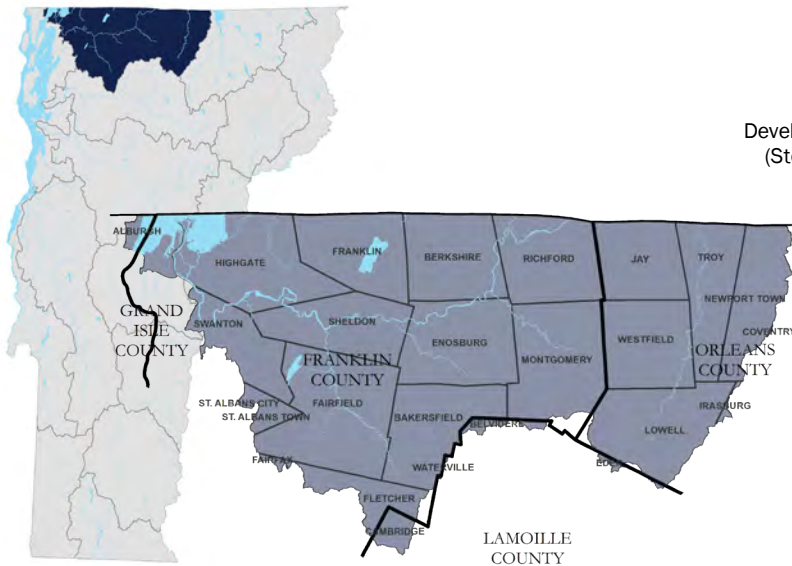 Devel
(St
ALBURGH
HIGHGATE
FRANKLIN
BERKSHIRE
RICHFORD
JAY
TROY
NEWPORT TOWN
COVENTRY
GRAND
ISLE
COUNTY
SWANTON
SHELDON
ENOSBURG
MONTGOMERY
WESTFIELD
ORLEANS
COUNTY
FRANKLIN
COUNTY
ST. ALBANS CITY
ST. ALBANS TOWN
FAIRFIELD
BAKERSFIELD
BELVIDERE
IRASBURG
LOWELL
FAIRFAX
WATERVILLE
EDEN
FLETCHER
CAMBRIDGE
LAMOILLE
COUNTY